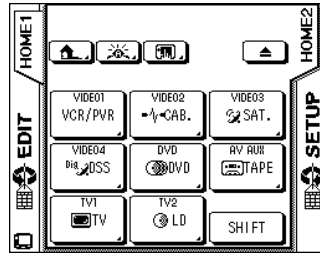 HOME1
HOME2
EDIT
SETUP
VIDEO1
VCR/PVR
VIDEO2
CAB.
VIDEO3
SAT.
VIDEO4
Dig DSS
DVD
DVD
AV AUX
TAPE
TV1
TV
TV2
LD
SHIFT